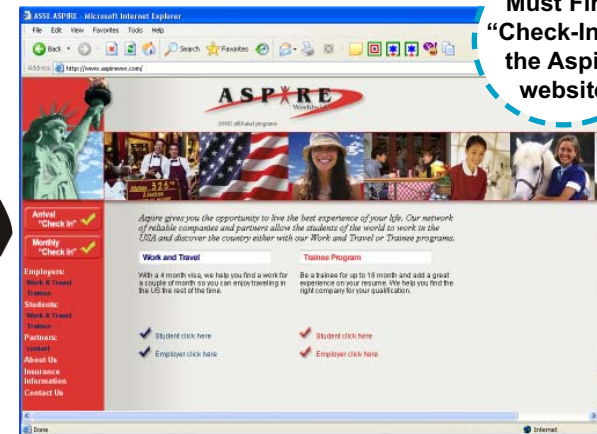 ASSE ASPIRE - Microsoft Internet Explorer
Must Fir
"Check-In
the Aspi
website
File Edit View Favorites Tools Help
Back Search Favorites
Address http://www.aspireww.com/
ASPIRE
Worldwide
ASSE affiliated programs
Arrival
"Check In"
Monthly
"Check In"
Employers:
Work & Travel
Trainee
Students:
Work & Travel
Trainee
Partners:
contact
About Us
Insurance
Information
Contact Us
Aspire gives you the opportunity to live the best experience of your life. Our network
of reliable companies and partners allow the students of the world to work in the
USA and discover the country either with our Work and Travel or Trainee programs.
Work and Travel
With a 4 month visa, we help you find a work for
a couple of month so you can enjoy traveling in
the US the rest of the time.
Student click here
Employer click here
Trainee Program
Be a trainee for up to 18 month and add a great
experience on your resume. We help you find the
right company for your qualification.
Student click here
Employer click here
Done
Internet